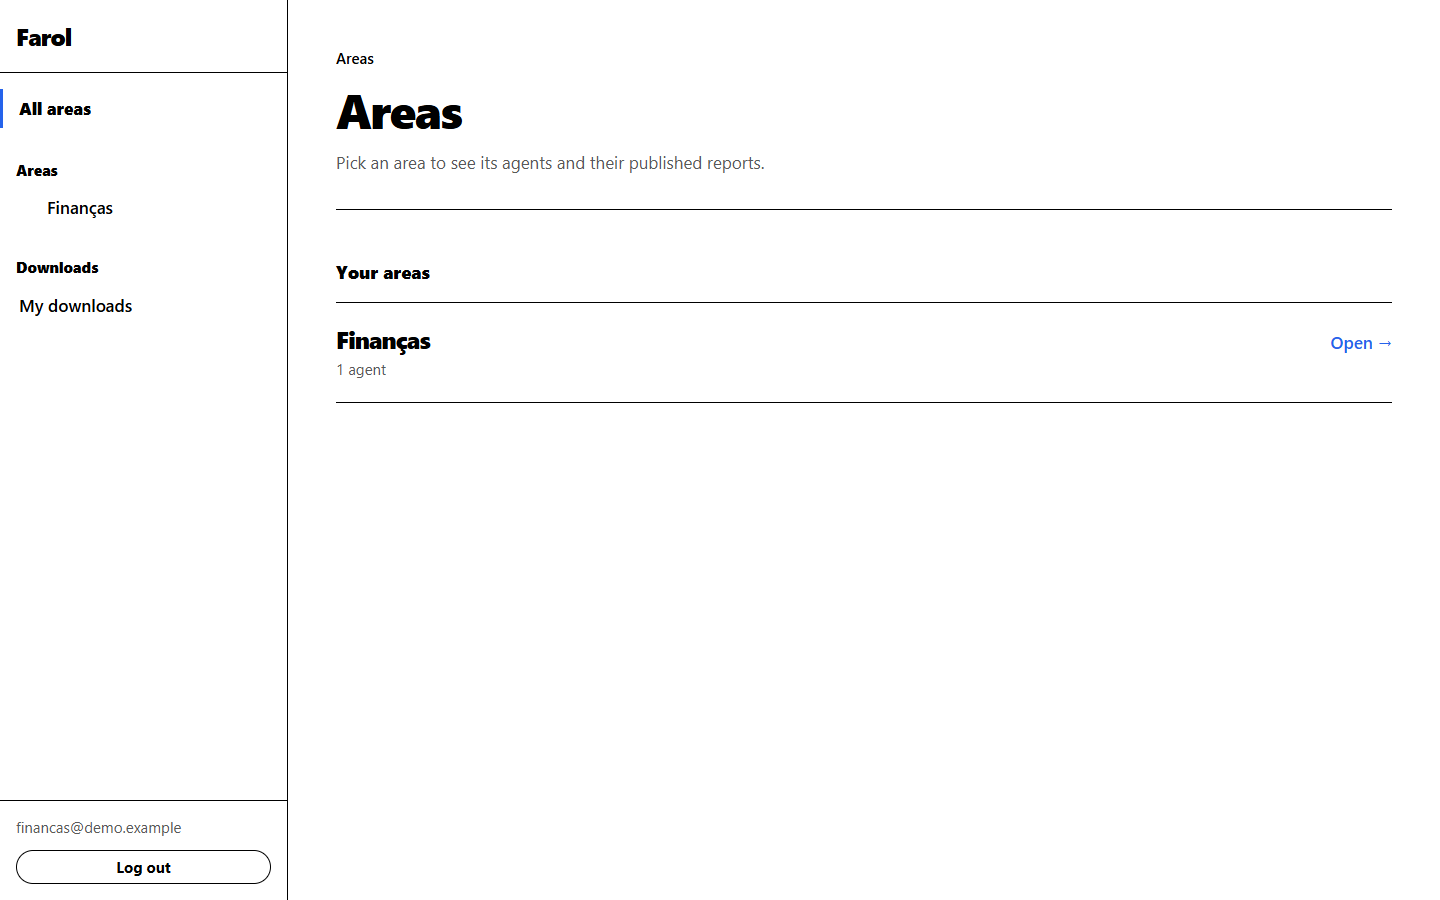 Farol
All areas
Areas
Finanças
Downloads
My downloads
financas@demo.example
Log out
Areas
Areas
Pick an area to see its agents and their published reports.
Your areas
Finanças
Open →
1 agent